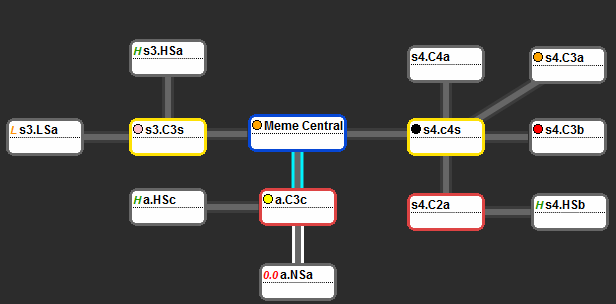 H s3.HSa
s4.C4a
s4.C3a
L s3.LSa
s3.C3s
Meme Central
s4.c4s
s4.C3b
H a.HSc
a.C3c
s4.C2a
H s4.HSb
0.0 a.NSa